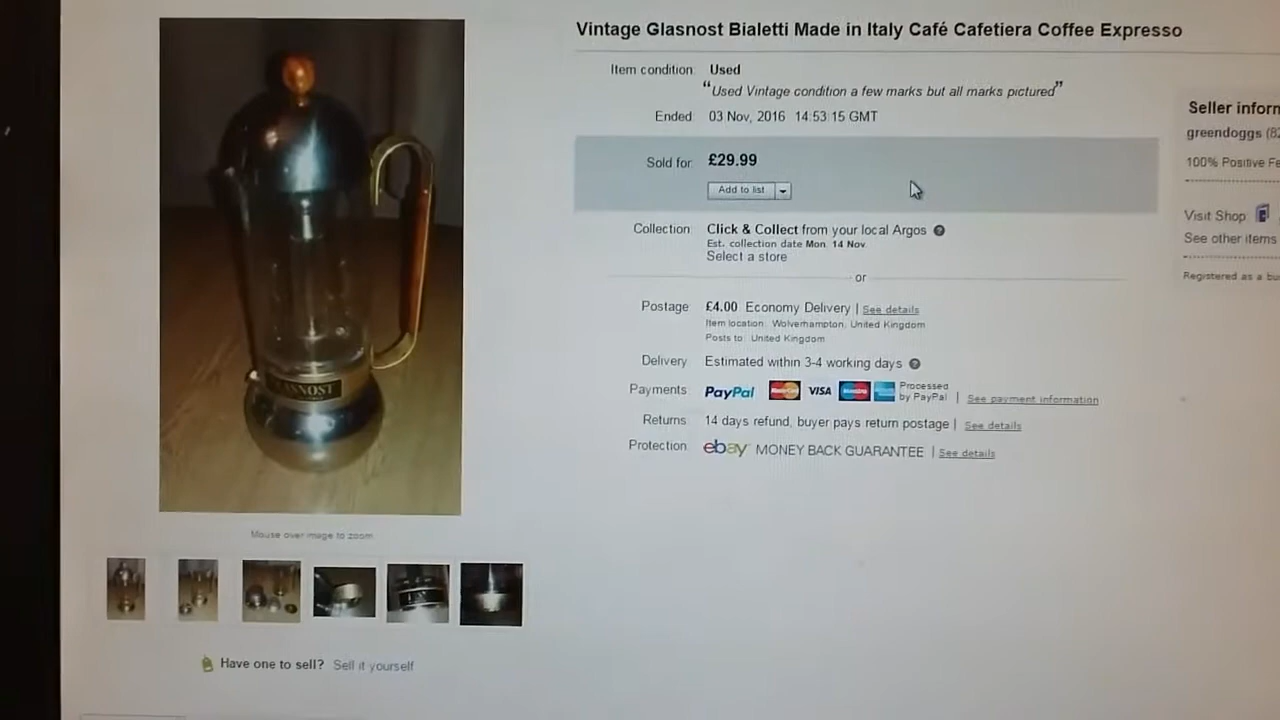 Vintage Glasnost Bialetti Made in Italy Café Cafetiera Coffee Expresso
Item condition: Used
“Used Vintage condition a few marks but all marks pictured”
Ended: 03 Nov, 2016 14:53:15 GMT
Sold for: £29.99
Add to list
Collection: Click & Collect from your local Argos
Est. collection date Mon. 14 Nov.
Select a store
or
Postage: £4.00 Economy Delivery | See details
Item location: Wolverhampton, United Kingdom
Posts to: United Kingdom
Delivery: Estimated within 3-4 working days
Payments: PayPal MasterCard VISA Processed by PayPal | See payment information
Returns: 14 days refund, buyer pays return postage | See details
Protection: ebay MONEY BACK GUARANTEE | See details
Seller inforn
greendoggs (82
100% Positive Fe
Visit Shop:
See other items
Registered as a bu
GLASNOST
Mouse over image to zoom
Have one to sell? Sell it yourself